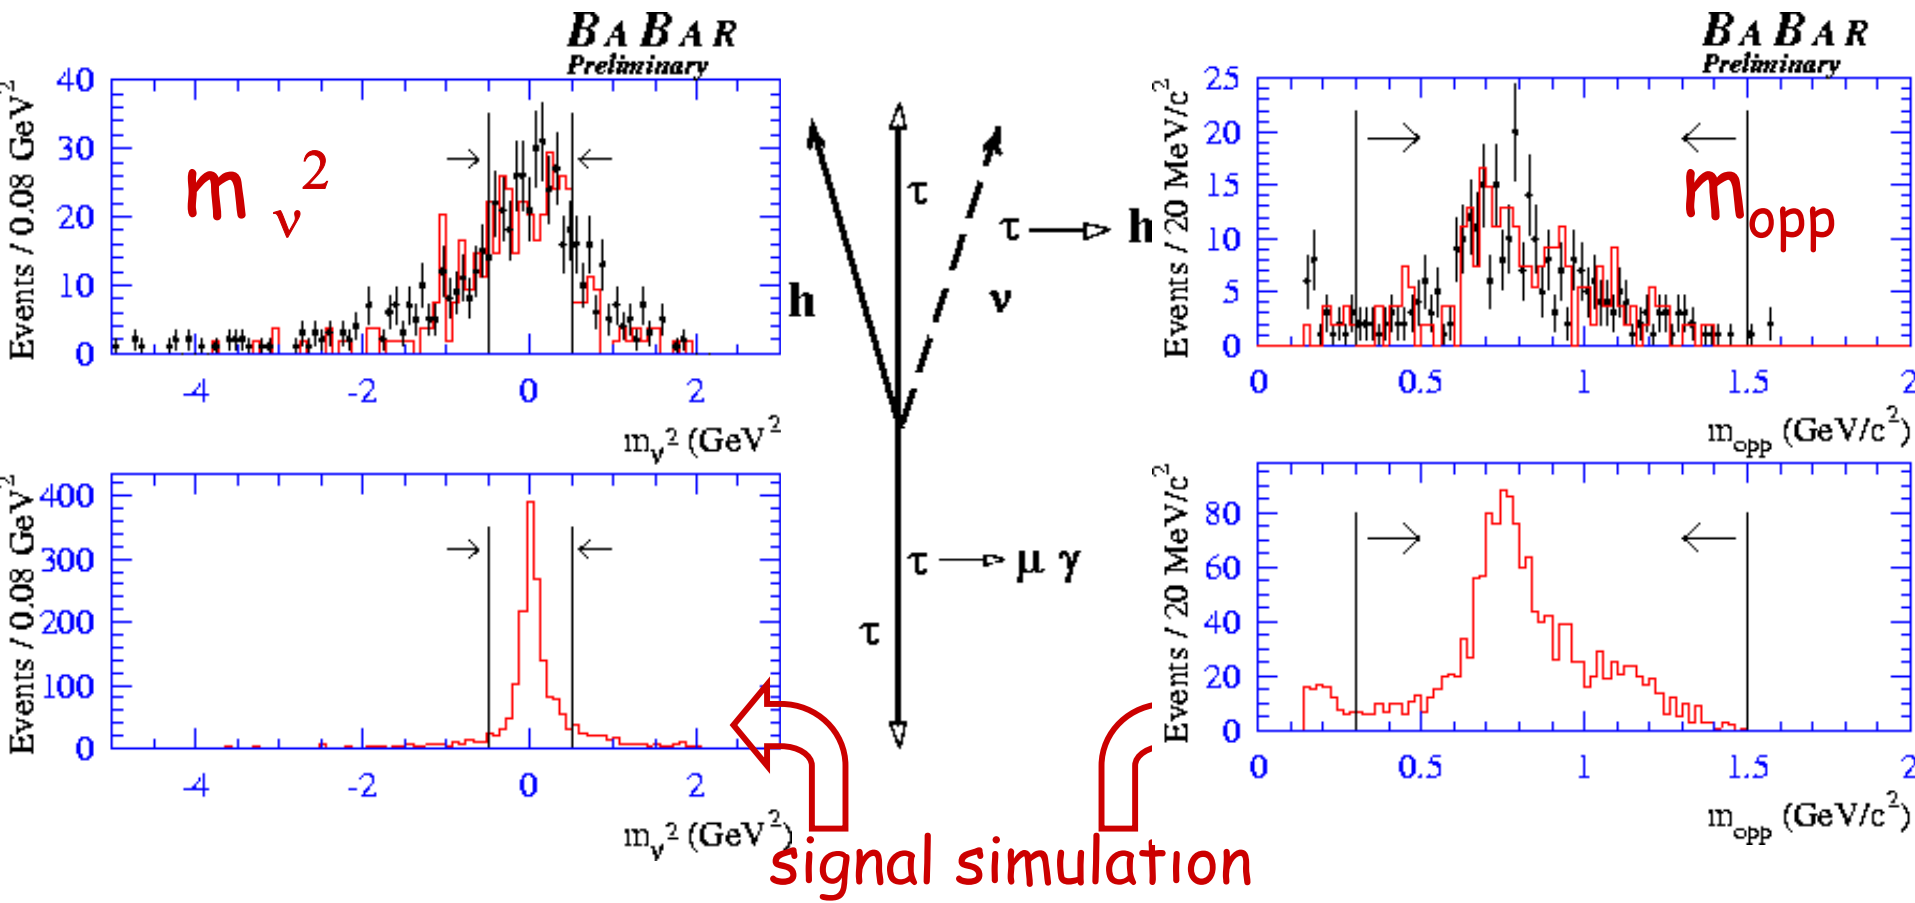 BABAR
Preliminary
40
30
20
10
0
Events / 0.08 GeV²
m ν²
-4 -2 0 2
mν² (GeV²
400
300
200
100
0
Events / 0.08 GeV²
-4 -2 0 2
mν² (GeV²)
h
τ
τ → h
ν
τ → μ γ
τ
signal simulation
BABAR
Preliminary
25
20
15
10
5
0
Events / 20 MeV/c²
mopp
0 0.5 1 1.5 2
mopp (GeV/c²)
80
60
40
20
0
Events / 20 MeV/c²
0 0.5 1 1.5 2
mopp (GeV/c²)